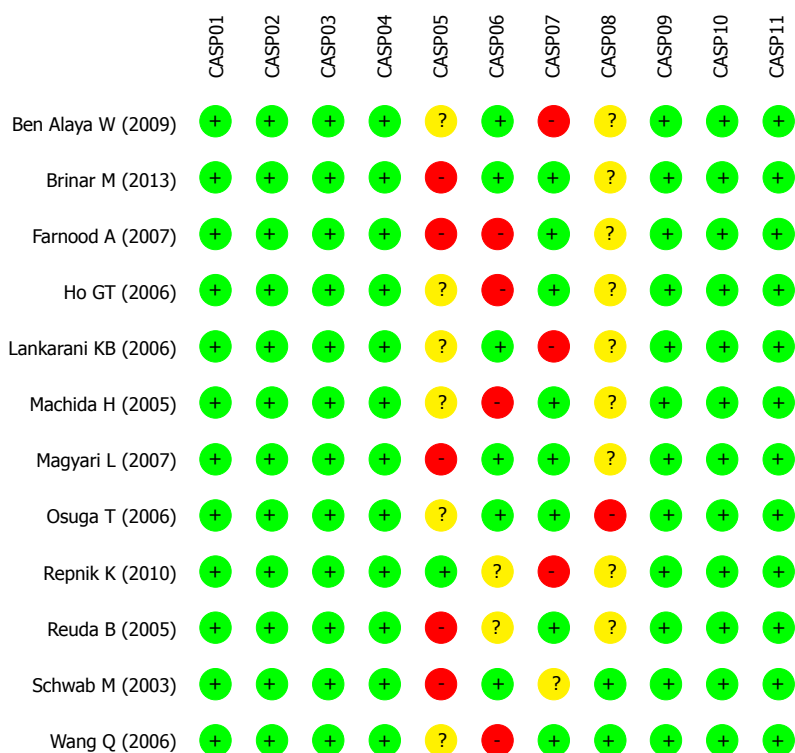 CASP01 CASP02 CASP03 CASP04 CASP05 CASP06 CASP07 CASP08 CASP09 CASP10 CASP11
Ben Alaya W (2009) + + + + ? + - ? + + +
Brinar M (2013) + + + + - + + ? + + +
Farnood A (2007) + + + + - - + ? + + +
Ho GT (2006) + + + + ? - + ? + + +
Lankarani KB (2006) + + + + ? + - ? + + +
Machida H (2005) + + + + ? - + ? + + +
Magyari L (2007) + + + + - + + ? + + +
Osuga T (2006) + + + + ? + + - + + +
Repnik K (2010) + + + + + ? - ? + + +
Reuda B (2005) + + + + - ? + ? + + +
Schwab M (2003) + + + + - + ? + + + +
Wang Q (2006) + + + + ? - + + + + +